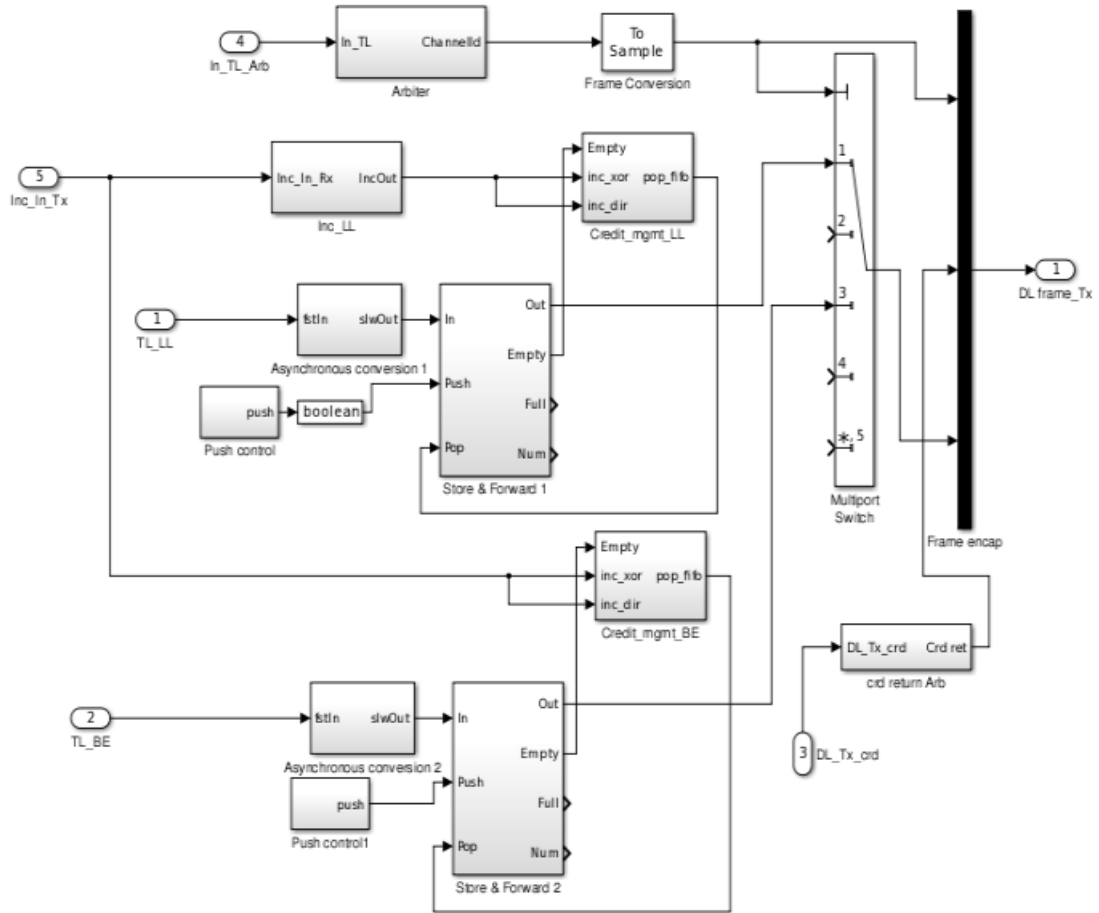 4
In_TL_Arb
In_TL ChannelId
Arbiter
To
Sample
Frame Conversion
5
Inc_In_Tx
Inc_In_Rx IncOut
Inc_LL
Empty
inc_xor pop_fifo
inc_dir
Credit_mgmt_LL
1
2
3
4
*, 5
Multiport
Switch
Frame encap
1
DL frame_Tx
1
TL_LL
fstIn slwOut
Asynchronous conversion 1
push
Push control
boolean
In
Push
Pop
Out
Empty
Full
Num
Store & Forward 1
Empty
inc_xor pop_fifo
inc_dir
Credit_mgmt_BE
DL_Tx_crd Crd ret
crd return Arb
3
DL_Tx_crd
2
TL_BE
fstIn slwOut
Asynchronous conversion 2
push
Push control1
In
Push
Pop
Out
Empty
Full
Num
Store & Forward 2